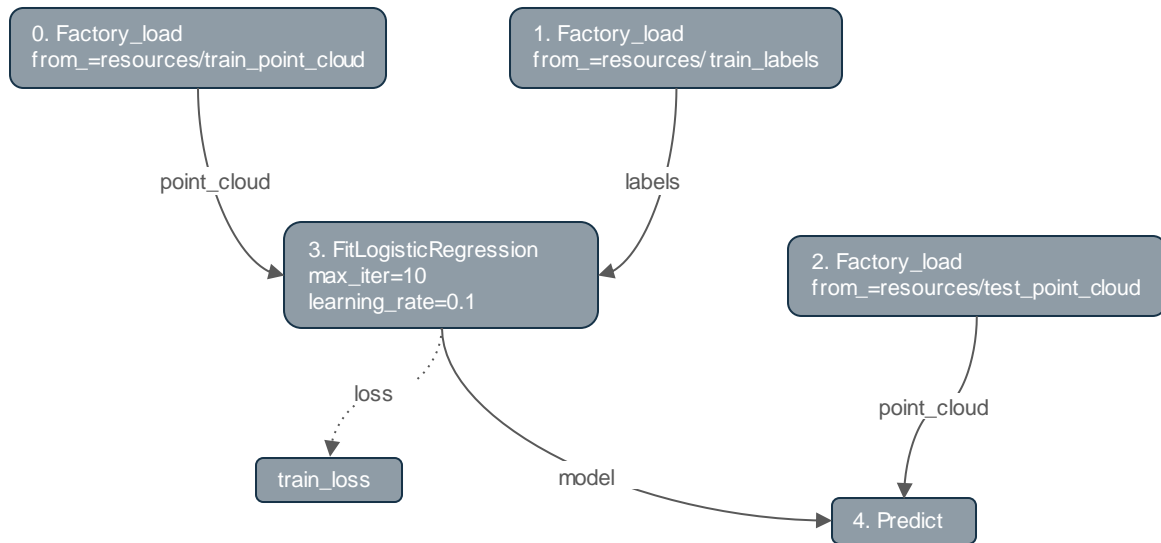 0. Factory_load
from_=resources/train_point_cloud
1. Factory_load
from_=resources/ train_labels
point_cloud
labels
3. FitLogisticRegression
max_iter=10
learning_rate=0.1
2. Factory_load
from_=resources/test_point_cloud
loss
point_cloud
train_loss
model
4. Predict